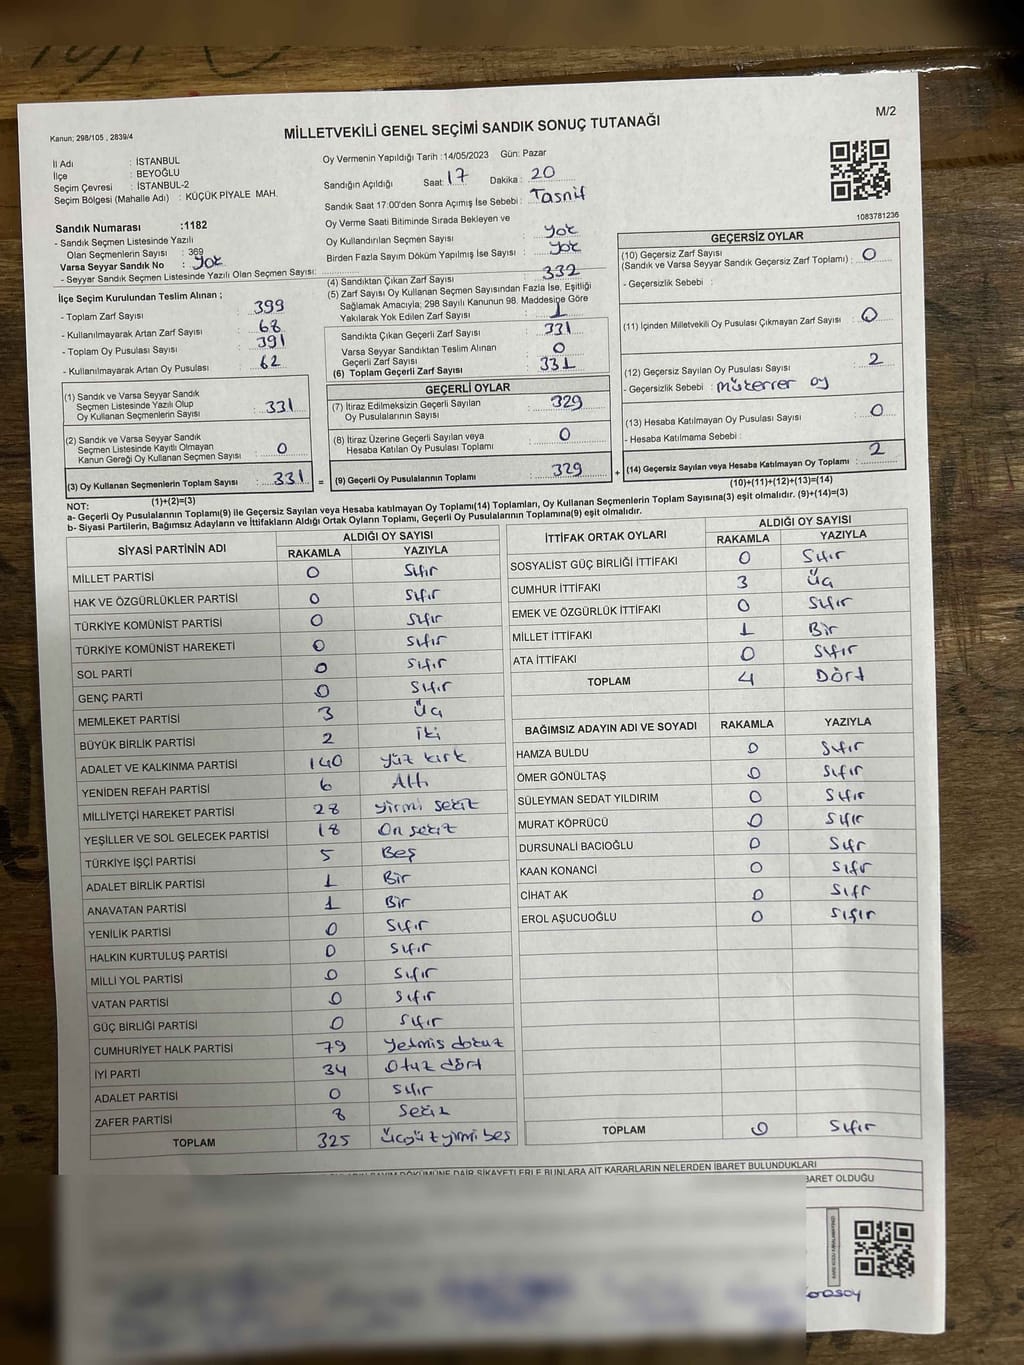 M/2
Kanun; 298/105 , 2839/4
MİLLETVEKİLİ GENEL SEÇİMİ SANDIK SONUÇ TUTANAĞI
İl Adı : İSTANBUL
İlçe : BEYOĞLU
Seçim Çevresi : İSTANBUL-2
Seçim Bölgesi (Mahalle Adı) : KÜÇÜK PİYALE MAH.
Oy Vermenin Yapıldığı Tarih :14/05/2023 Gün: Pazar
Sandığın Açıldığı Saat: 17 Dakika : 20
Sandık Saat 17:00'den Sonra Açımış İse Sebebi : Tasnif
Sandık Numarası :1182
- Sandık Seçmen Listesinde Yazılı
Olan Seçmenlerin Sayısı : 369
Varsa Seyyar Sandık No : Yok
- Seyyar Sandık Seçmen Listesinde Yazılı Olan Seçmen Sayısı:
Oy Verme Saati Bitiminde Sırada Bekleyen ve
Oy Kullandırılan Seçmen Sayısı : Yok
Birden Fazla Sayım Döküm Yapılmış İse Sayısı : Yok
1083781236
İlçe Seçim Kurulundan Teslim Alınan ;
- Toplam Zarf Sayısı : 399
- Kullanılmayarak Artan Zarf Sayısı : 68
- Toplam Oy Pusulası Sayısı : 391
- Kullanılmayarak Artan Oy Pusulası : 62
(1) Sandık ve Varsa Seyyar Sandık
Seçmen Listesinde Yazılı Olup
Oy Kullanan Seçmenlerin Sayısı : 331
(2) Sandık ve Varsa Seyyar Sandık
Seçmen Listesinde Kayıtlı Olmayan
Kanun Gereği Oy Kullanan Seçmen Sayısı : 0
(3) Oy Kullanan Seçmenlerin Toplam Sayısı : 331 =
(1)+(2)=(3)
(4) Sandıktan Çıkan Zarf Sayısı : 332
(5) Zarf Sayısı Oy Kullanan Seçmen Sayısından Fazla İse, Eşitliği
Sağlamak Amacıyla; 298 Sayılı Kanunun 98. Maddesine Göre
Yakılarak Yok Edilen Zarf Sayısı : 1
Sandıkta Çıkan Geçerli Zarf Sayısı : 331
Varsa Seyyar Sandıktan Teslim Alınan
Geçerli Zarf Sayısı : 0
(6) Toplam Geçerli Zarf Sayısı : 331
GEÇERLİ OYLAR
(7) İtiraz Edilmeksizin Geçerli Sayılan
Oy Pusulalarının Sayısı : 329
(8) İtiraz Üzerine Geçerli Sayılan veya
Hesaba Katılan Oy Pusulası Toplamı : 0
(9) Geçerli Oy Pusulalarının Toplamı : 329 +
GEÇERSİZ OYLAR
(10) Geçersiz Zarf Sayısı
(Sandık ve Varsa Seyyar Sandık Geçersiz Zarf Toplamı) : 0
- Geçersizlik Sebebi :
(11) İçinden Milletvekili Oy Pusulası Çıkmayan Zarf Sayısı : 0
(12) Geçersiz Sayılan Oy Pusulası Sayısı : 2
- Geçersizlik Sebebi : müterrer oy
(13) Hesaba Katılmayan Oy Pusulası Sayısı : 0
- Hesaba Katılmama Sebebi :
(14) Geçersiz Sayılan veya Hesaba Katılmayan Oy Toplamı : 2
(10)+(11)+(12)+(13)=(14)
NOT:
a- Geçerli Oy Pusulalarının Toplamı(9) ile Geçersiz Sayılan veya Hesaba katılmayan Oy Toplamı(14) Toplamları, Oy Kullanan Seçmenlerin Toplam Sayısına(3) eşit olmalıdır. (9)+(14)=(3)
b- Siyasi Partilerin, Bağımsız Adayların ve İttifakların Aldığı Ortak Oyların Toplamı, Geçerli Oy Pusulalarının Toplamına(9) eşit olmalıdır.
SİYASİ PARTİNİN ADI ALDIĞI OY SAYISI
RAKAMLA YAZIYLA
MİLLET PARTİSİ 0 Sıfır
HAK VE ÖZGÜRLÜKLER PARTİSİ 0 Sıfır
TÜRKİYE KOMÜNİST PARTİSİ 0 Sıfır
TÜRKİYE KOMÜNİST HAREKETİ 0 Sıfır
SOL PARTİ 0 Sıfır
GENÇ PARTİ 0 Sıfır
MEMLEKET PARTİSİ 3 Üç
BÜYÜK BİRLİK PARTİSİ 2 İki
ADALET VE KALKINMA PARTİSİ 140 Yüz kırk
YENİDEN REFAH PARTİSİ 6 Altı
MİLLİYETÇİ HAREKET PARTİSİ 28 Yirmi sekiz
YEŞİLLER VE SOL GELECEK PARTİSİ 18 On sekiz
TÜRKİYE İŞÇİ PARTİSİ 5 Beş
ADALET BİRLİK PARTİSİ 1 Bir
ANAVATAN PARTİSİ 1 Bir
YENİLİK PARTİSİ 0 Sıfır
HALKIN KURTULUŞ PARTİSİ 0 Sıfır
MİLLİ YOL PARTİSİ 0 Sıfır
VATAN PARTİSİ 0 Sıfır
GÜÇ BİRLİĞİ PARTİSİ 0 Sıfır
CUMHURİYET HALK PARTİSİ 79 Yetmiş dokuz
İYİ PARTİ 34 Otuz dört
ADALET PARTİSİ 0 Sıfır
ZAFER PARTİSİ 8 Sekiz
TOPLAM 325 Üçyüz yirmi beş
İTTİFAK ORTAK OYLARI ALDIĞI OY SAYISI
RAKAMLA YAZIYLA
SOSYALİST GÜÇ BİRLİĞİ İTTİFAKI 0 Sıfır
CUMHUR İTTİFAKI 3 Üç
EMEK VE ÖZGÜRLÜK İTTİFAKI 0 Sıfır
MİLLET İTTİFAKI 1 Bir
ATA İTTİFAKI 0 Sıfır
TOPLAM 4 Dört
BAĞIMSIZ ADAYIN ADI VE SOYADI RAKAMLA YAZIYLA
HAMZA BULDU 0 Sıfır
ÖMER GÖNÜLTAŞ 0 Sıfır
SÜLEYMAN SEDAT YILDIRIM 0 Sıfır
MURAT KÖPRÜCÜ 0 Sıfır
DURSUNALİ BACIOĞLU 0 Sıfr
KAAN KONANCİ 0 Sıfır
CİHAT AK 0 Sıfr
EROL AŞUCUOĞLU 0 Sıfır
TOPLAM 0 Sıfır
SAYIM DÖKÜMÜNE DAİR ŞİKAYETLERLE BUNLARA AİT KARARLARIN NELERDEN İBARET BULUNDUKLARI
BARET OLDUĞU